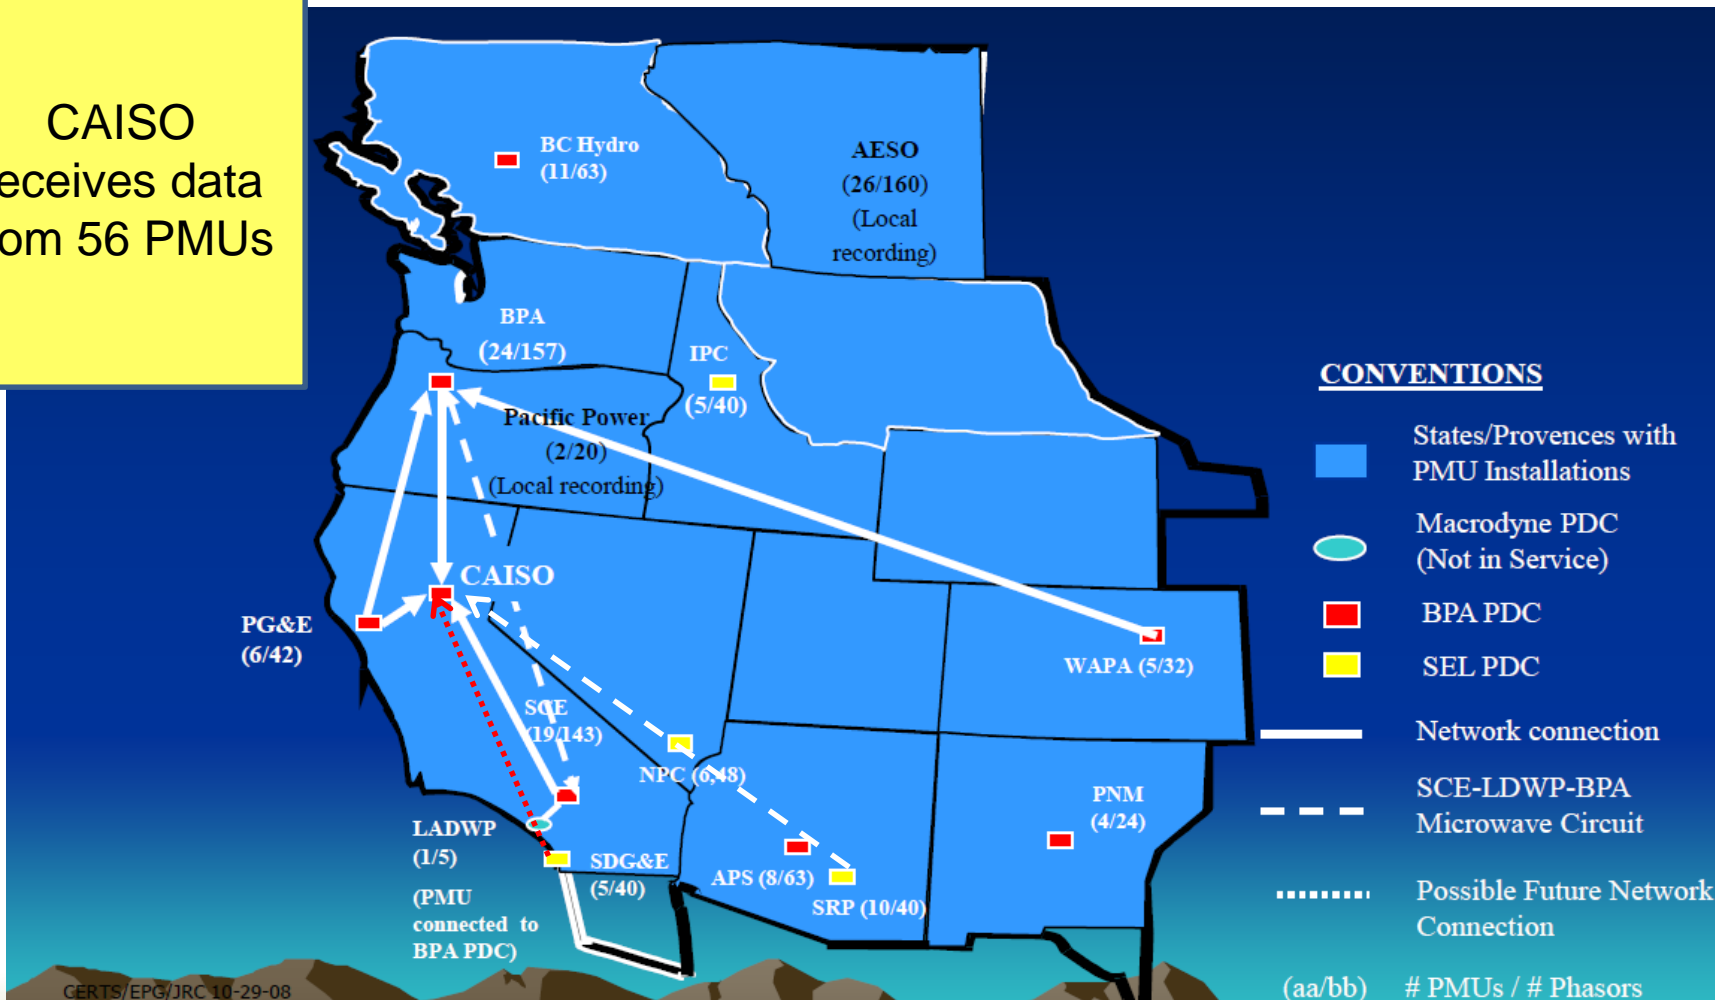 CAISO
eceives data
om 56 PMUs
BC Hydro
(11/63)
AESO
(26/160)
(Local
recording)
BPA
(24/157)
IPC
(5/40)
Pacific Power
(2/20)
(Local recording)
CAISO
PG&E
(6/42)
WAPA (5/32)
SCE
(19/143)
NPC (6,48)
PNM
(4/24)
LADWP
(1/5)
(PMU
connected to
BPA PDC)
SDG&E
(5/40)
APS (8/63)
SRP (10/40)
CONVENTIONS
States/Provences with
PMU Installations
Macrodyne PDC
(Not in Service)
BPA PDC
SEL PDC
Network connection
SCE-LDWP-BPA
Microwave Circuit
Possible Future Network
Connection
(aa/bb) # PMUs / # Phasors
CERTS/EPG/JRC 10-29-08